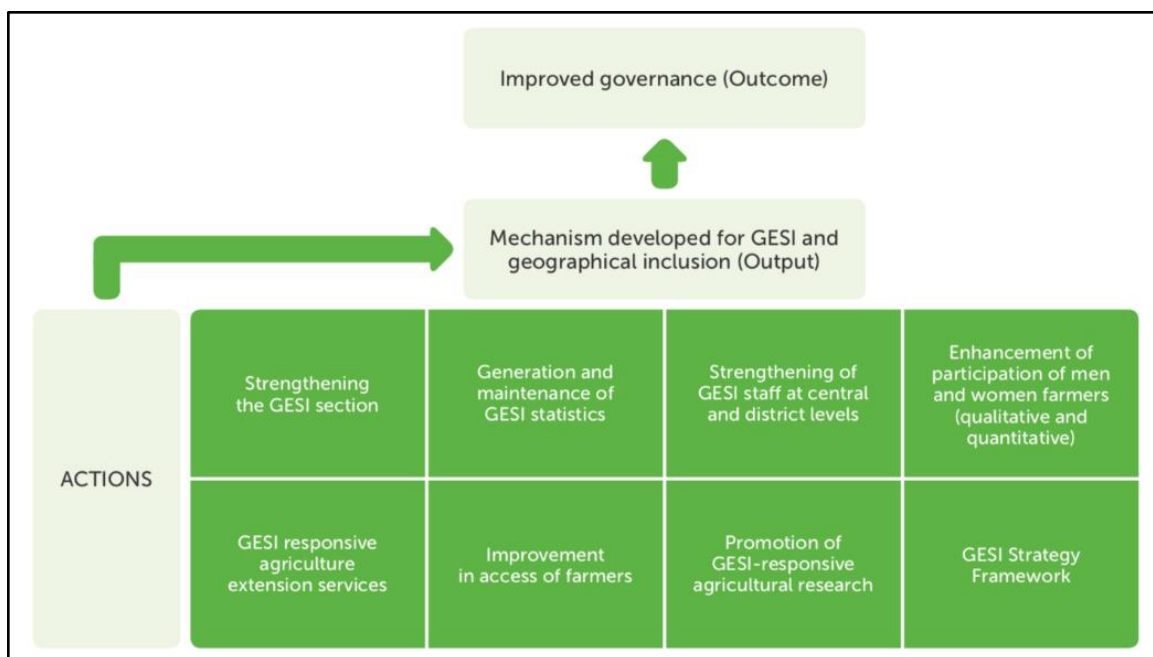 Improved governance (Outcome)
Mechanism developed for GESI and
geographical inclusion (Output)
ACTIONS
Strengthening
the GESI section
Generation and
maintenance of
GESI statistics
Strengthening of
GESI staff at central
and district levels
Enhancement of
participation of men
and women farmers
(qualitative and
quantitative)
GESI responsive
agriculture
extension services
Improvement
in access of farmers
Promotion of
GESI-responsive
agricultural research
GESI Strategy
Framework